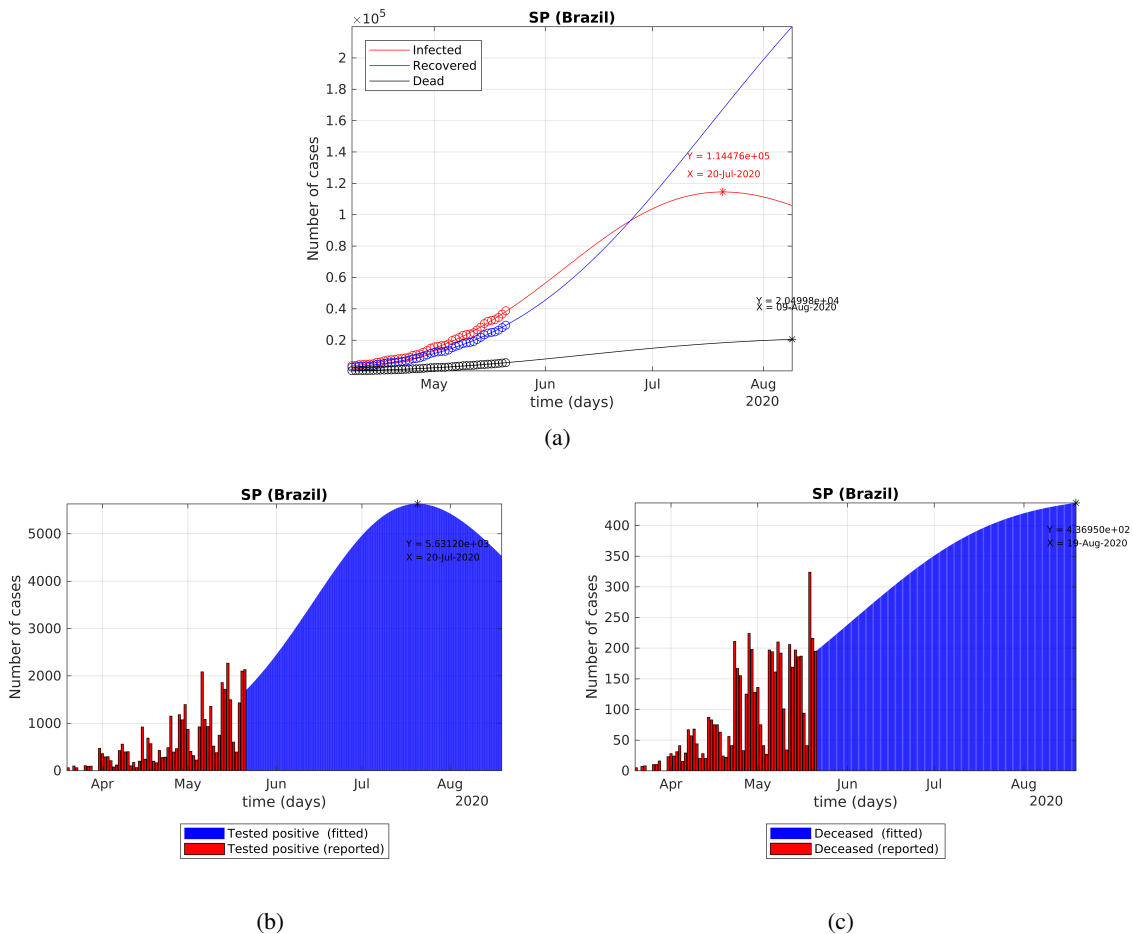 SP (Brazil)
×10^5
Infected
Recovered
Dead
2
1.8
1.6
1.4
1.2
1
0.8
0.6
0.4
0.2
Number of cases
Y = 1.14476e+05
X = 20-Jul-2020
Y = 2.04998e+04
X = 09-Aug-2020
May Jun Jul Aug
2020
time (days)
(a)
SP (Brazil)
5000
4000
3000
2000
1000
0
Number of cases
Y = 5.63120e+03
X = 20-Jul-2020
Apr May Jun Jul Aug
2020
time (days)
Tested positive (fitted)
Tested positive (reported)
(b)
SP (Brazil)
400
350
300
250
200
150
100
50
0
Number of cases
Y = 4.36950e+02
X = 19-Aug-2020
Apr May Jun Jul Aug
2020
time (days)
Deceased (fitted)
Deceased (reported)
(c)